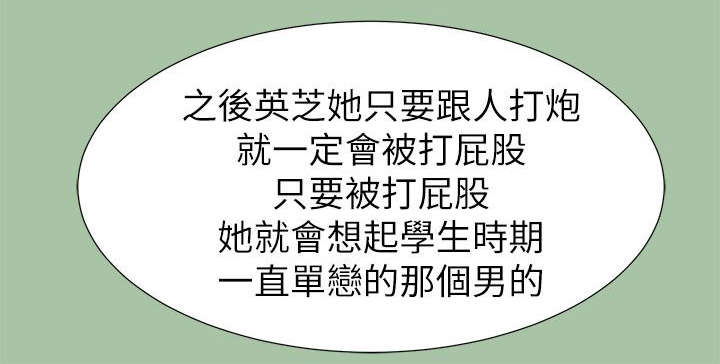 之後英芝她只要跟人打炮
就一定會被打屁股
只要被打屁股
她就會想起學生時期
一直單戀的那個男的